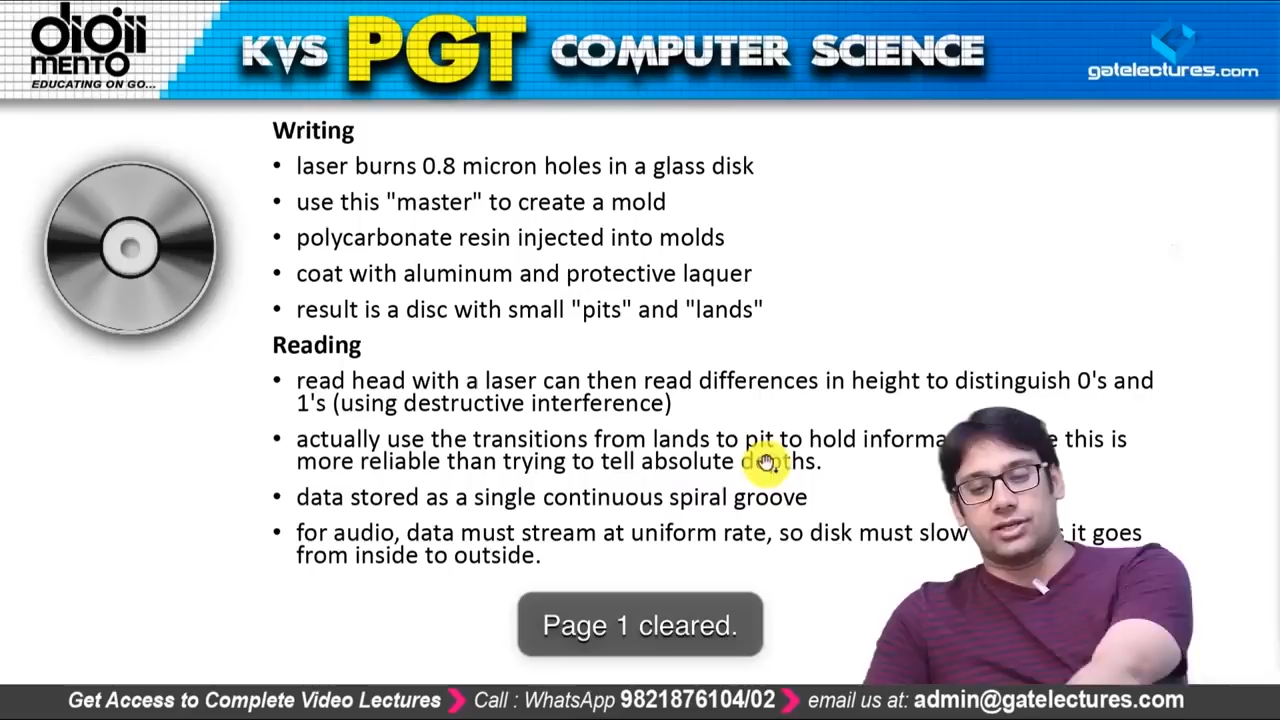 diGii
MENTO
EDUCATING ON GO...
KVS PGT COMPUTER SCIENCE
gatelectures.com
Writing
• laser burns 0.8 micron holes in a glass disk
• use this "master" to create a mold
• polycarbonate resin injected into molds
• coat with aluminum and protective laquer
• result is a disc with small "pits" and "lands"
Reading
• read head with a laser can then read differences in height to distinguish 0's and
1's (using destructive interference)
• actually use the transitions from lands to pit to hold this is
more reliable than trying to tell absolute depths.
• data stored as a single continuous spiral groove
• for audio, data must stream at uniform rate, so disk must slow it goes
from inside to outside.
Page 1 cleared.
Get Access to Complete Video Lectures Call : WhatsApp 9821876104/02 email us at: admin@gatelectures.com